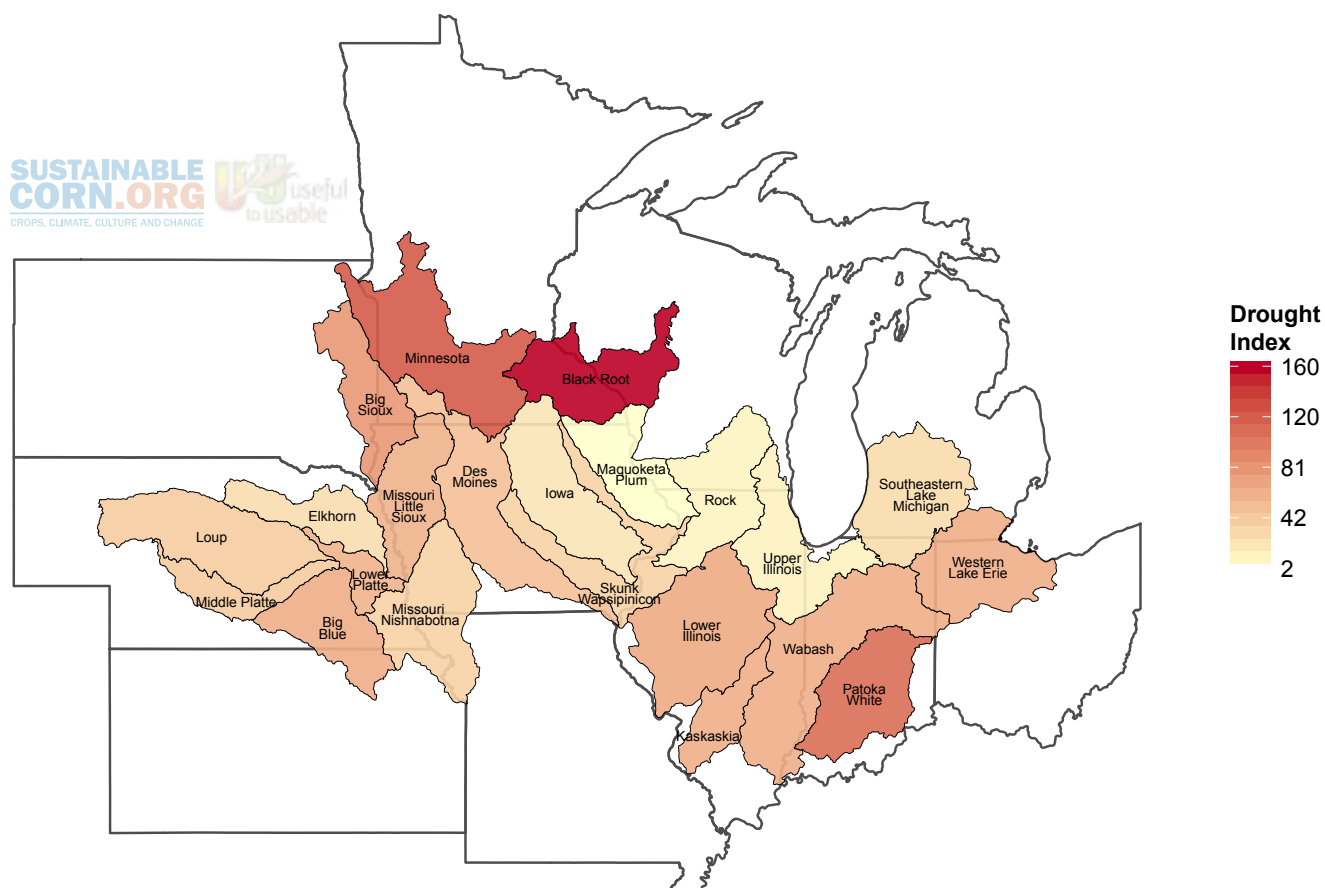 SUSTAINABLE
CORN.ORG
CROPS, CLIMATE, CULTURE AND CHANGE
U2U useful
to usable
Drought
Index
160
120
81
42
2
Minnesota
Black Root
Big
Sioux
Des
Moines
Missouri
Little
Sioux
Iowa
Maquoketa
Plum
Rock
Southeastern
Lake
Michigan
Elkhorn
Loup
Upper
Illinois
Western
Lake Erie
Lower
Platte
Middle Platte
Skunk
Wapsipinicon
Missouri
Nishnabotna
Big
Blue
Lower
Illinois
Wabash
Patoka
White
Kaskaskia